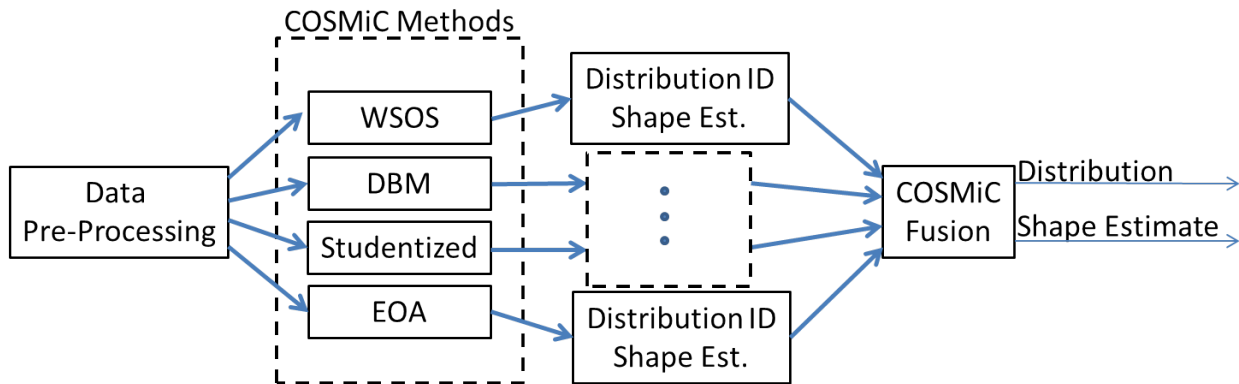 COSMiC Methods
Data
Pre-Processing
WSOS
DBM
Studentized
EOA
Distribution ID
Shape Est.
Distribution ID
Shape Est.
COSMiC
Fusion
Distribution
Shape Estimate